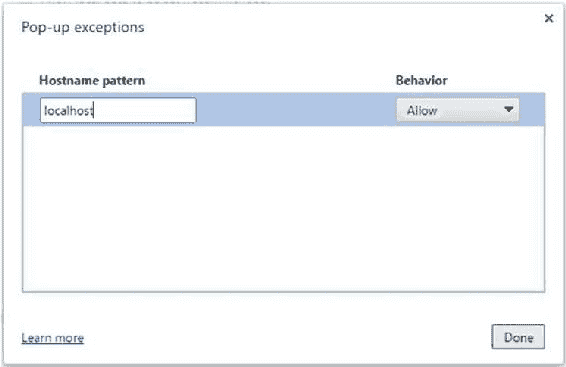 Pop-up exceptions
Hostname pattern Behavior
localhost Allow
Learn more Done